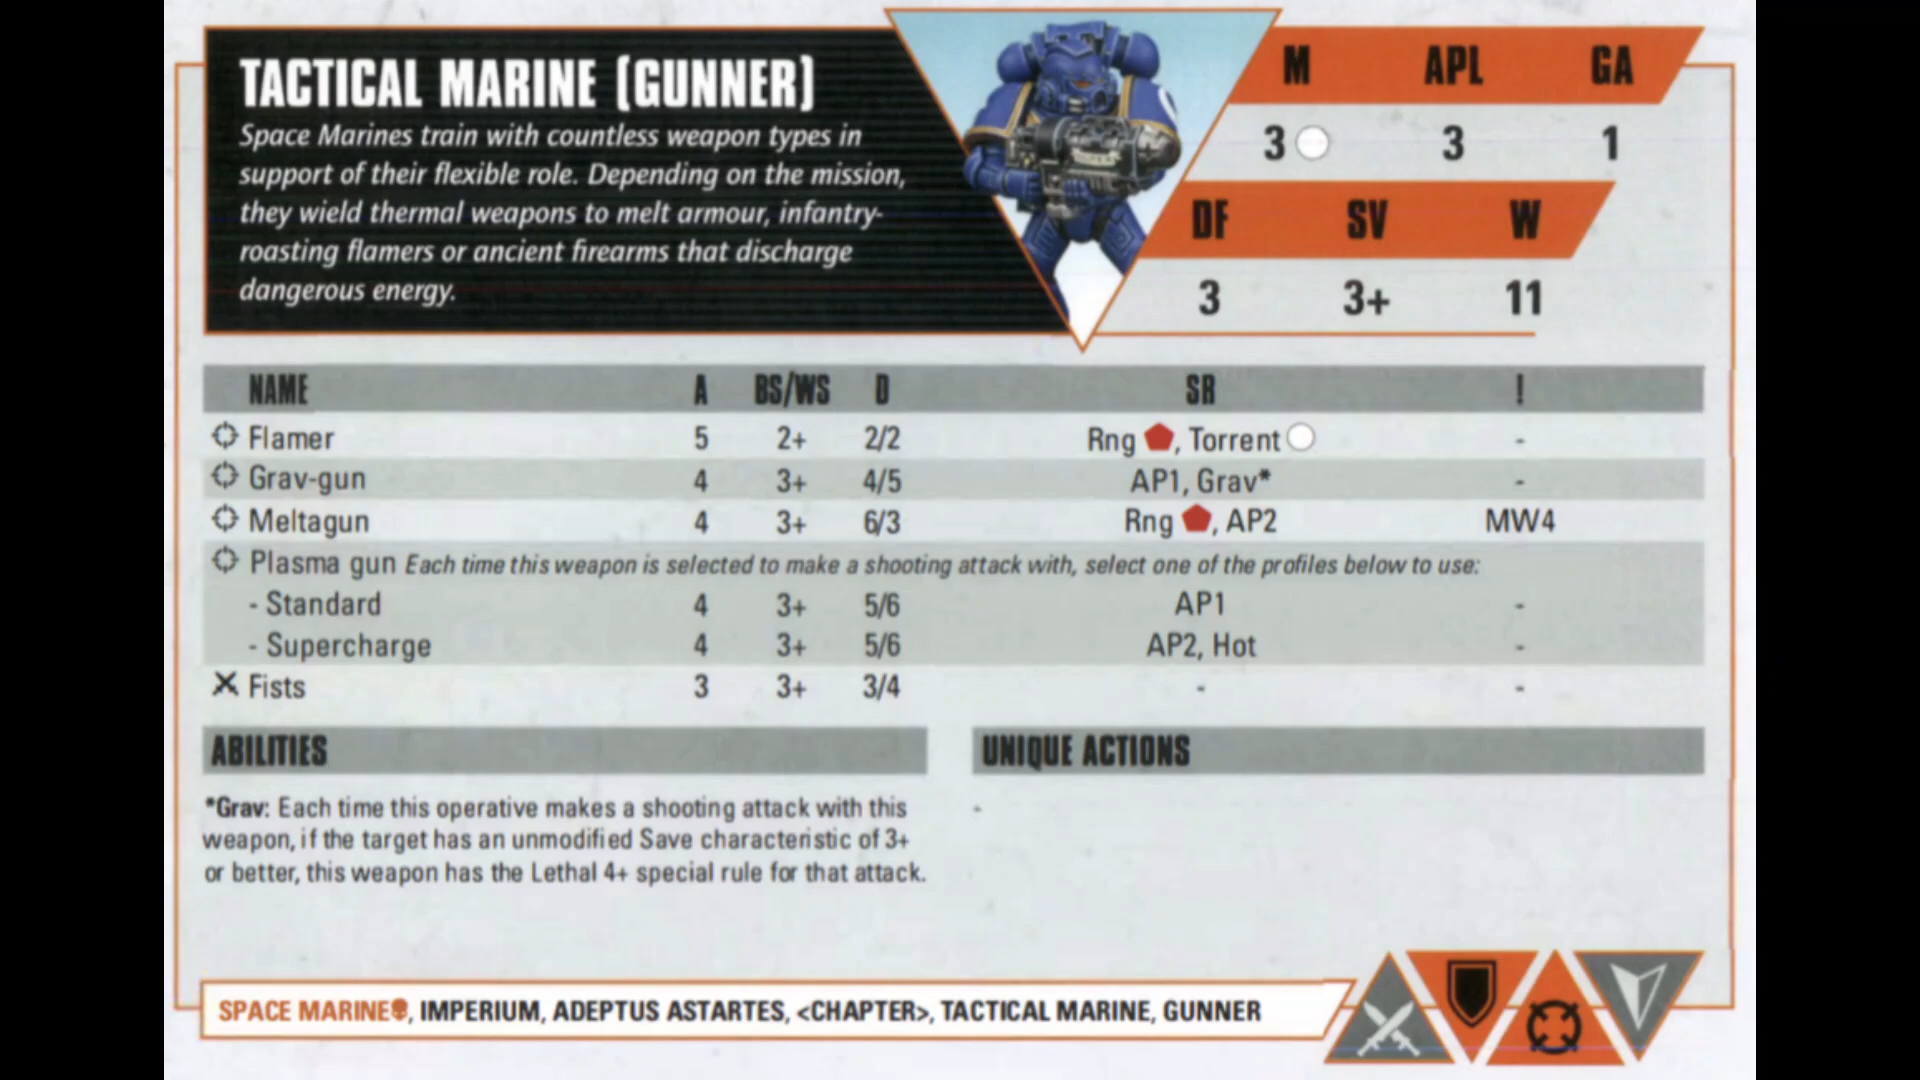 TACTICAL MARINE (GUNNER)
Space Marines train with countless weapon types in
support of their flexible role. Depending on the mission,
they wield thermal weapons to melt armour, infantry-
roasting flamers or ancient firearms that discharge
dangerous energy.
M APL GA
3 3 1
DF SV W
3 3+ 11
NAME A BS/WS D SR !
Flamer 5 2+ 2/2 Rng , Torrent -
Grav-gun 4 3+ 4/5 AP1, Grav* -
Meltagun 4 3+ 6/3 Rng , AP2 MW4
Plasma gun Each time this weapon is selected to make a shooting attack with, select one of the profiles below to use:
- Standard 4 3+ 5/6 AP1 -
- Supercharge 4 3+ 5/6 AP2, Hot -
Fists 3 3+ 3/4 - -
ABILITIES
*Grav: Each time this operative makes a shooting attack with this
weapon, if the target has an unmodified Save characteristic of 3+
or better, this weapon has the Lethal 4+ special rule for that attack.
UNIQUE ACTIONS
-
SPACE MARINE, IMPERIUM, ADEPTUS ASTARTES, <CHAPTER>, TACTICAL MARINE, GUNNER